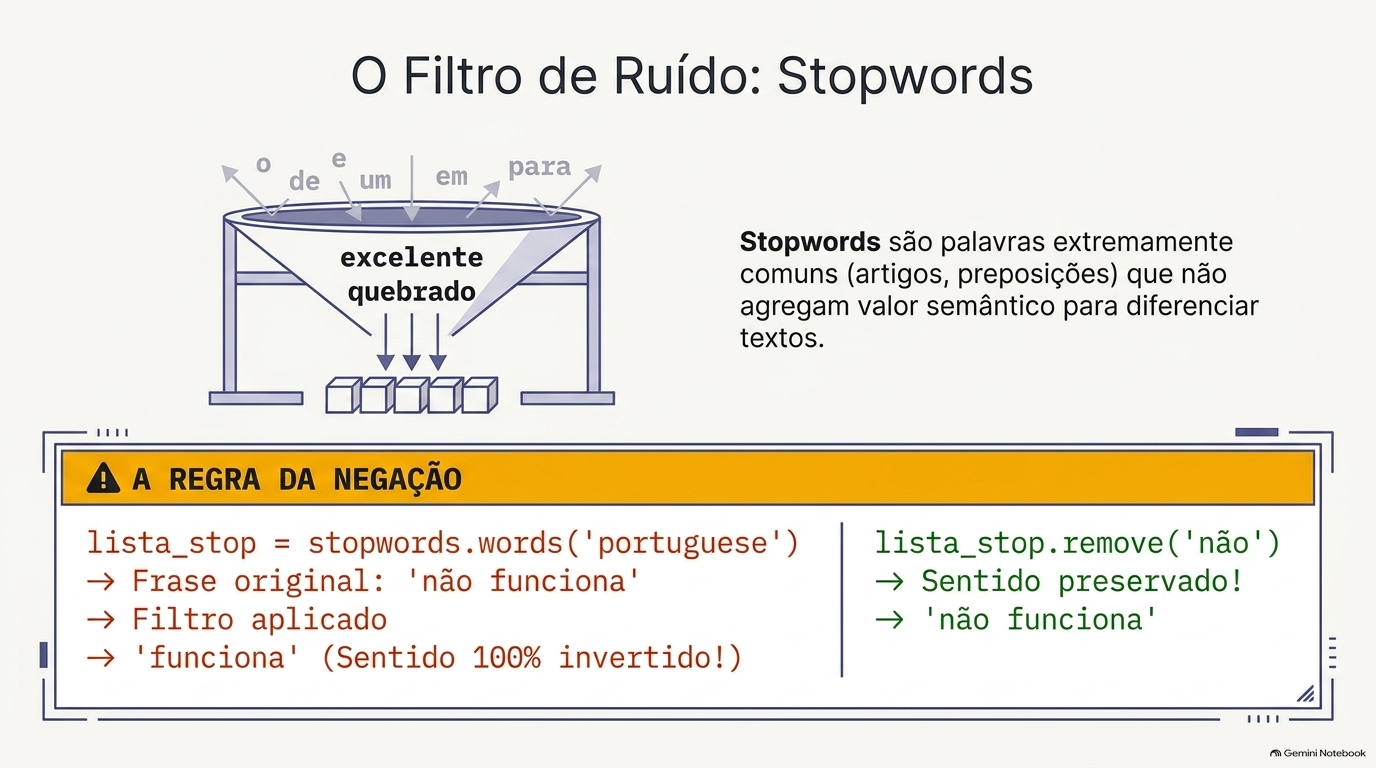 O Filtro de Ruído: Stopwords
o de e um em para
excelente
quebrado
Stopwords são palavras extremamente
comuns (artigos, preposições) que não
agregam valor semântico para diferenciar
textos.
A REGRA DA NEGAÇÃO
lista_stop = stopwords.words('portuguese')
→ Frase original: 'não funciona'
→ Filtro aplicado
→ 'funciona' (Sentido 100% invertido!)
lista_stop.remove('não')
→ Sentido preservado!
→ 'não funciona'
Gemini Notebook